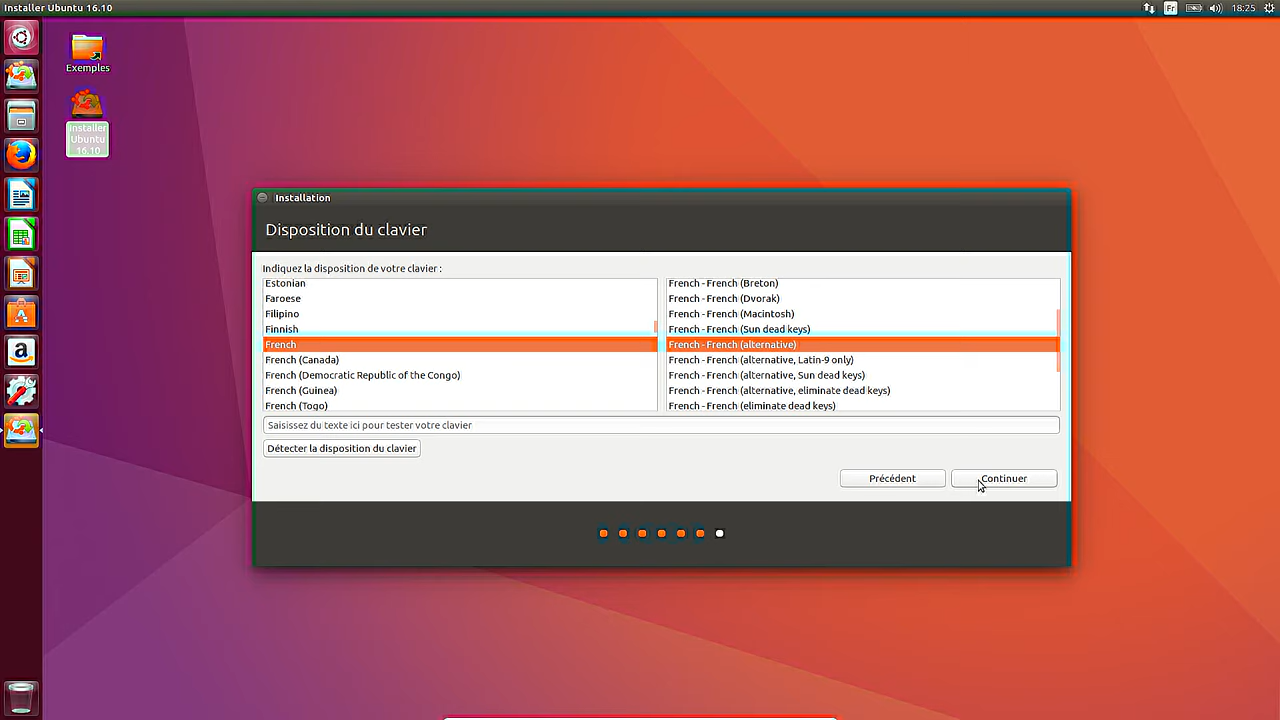 Installer Ubuntu 16.10
Fr
18:25
Exemples
Installer
Ubuntu
16.10
Installation
Disposition du clavier
Indiquez la disposition de votre clavier :
Estonian
Faroese
Filipino
Finnish
French
French (Canada)
French (Democratic Republic of the Congo)
French (Guinea)
French (Togo)
French - French (Breton)
French - French (Dvorak)
French - French (Macintosh)
French - French (Sun dead keys)
French - French (alternative)
French - French (alternative, Latin-9 only)
French - French (alternative, Sun dead keys)
French - French (alternative, eliminate dead keys)
French - French (eliminate dead keys)
Saisissez du texte ici pour tester votre clavier
Détecter la disposition du clavier
Précédent
Continuer